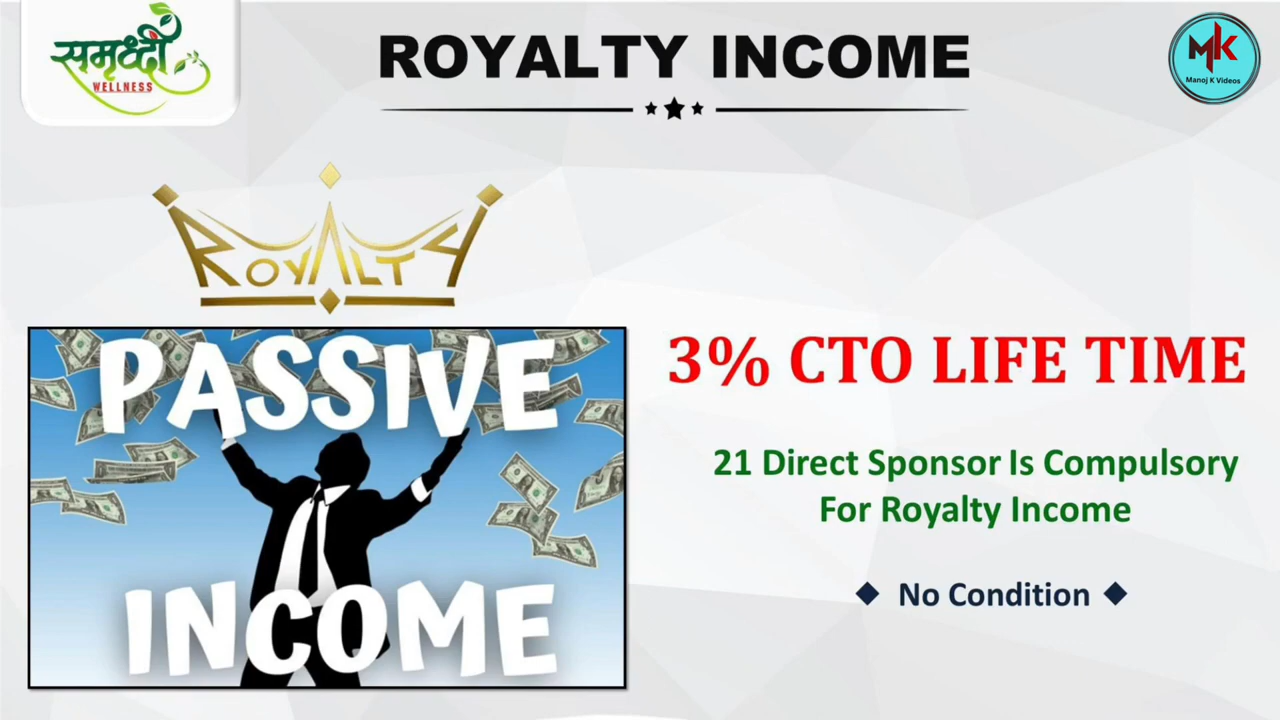 समृध्दी
WELLNESS
ROYALTY INCOME
MK
Manoj K Videos
ROYALTY
PASSIVE
INCOME
3% CTO LIFE TIME
21 Direct Sponsor Is Compulsory
For Royalty Income
No Condition